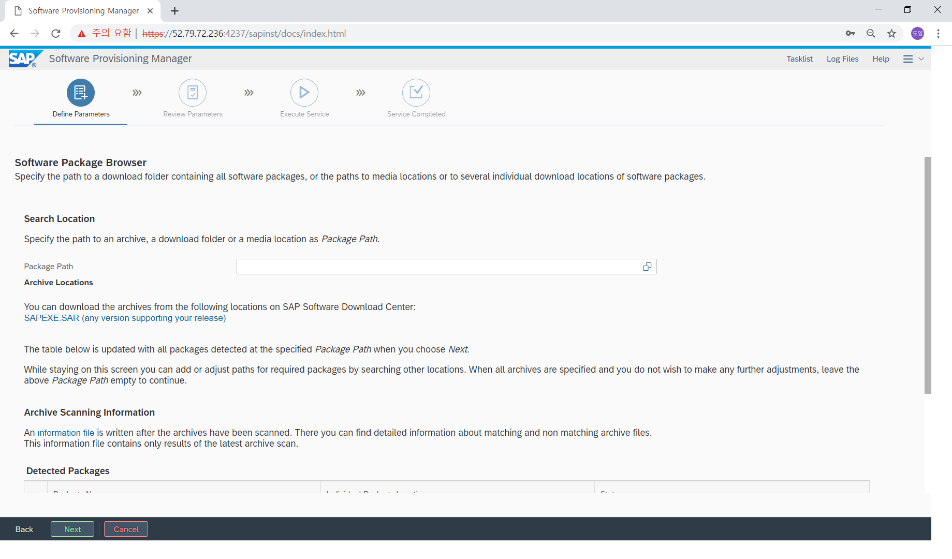 Software Provisioning Manager
주의 요함 | https://52.79.72.236:4237/sapinst/docs/index.html
SAP Software Provisioning Manager
Tasklist Log Files Help
Define Parameters Review Parameters Execute Service Service Completed
Software Package Browser
Specify the path to a download folder containing all software packages, or the paths to media locations or to several individual download locations of software packages.
Search Location
Specify the path to an archive, a download folder or a media location as Package Path.
Package Path
Archive Locations
You can download the archives from the following locations on SAP Software Download Center:
SAPEXE.SAR (any version supporting your release)
The table below is updated with all packages detected at the specified Package Path when you choose Next.
While staying on this screen you can add or adjust paths for required packages by searching other locations. When all archives are specified and you do not wish to make any further adjustments, leave the
above Package Path empty to continue.
Archive Scanning Information
An information file is written after the archives have been scanned. There you can find detailed information about matching and non matching archive files.
This information file contains only results of the latest archive scan.
Detected Packages
Back Next Cancel